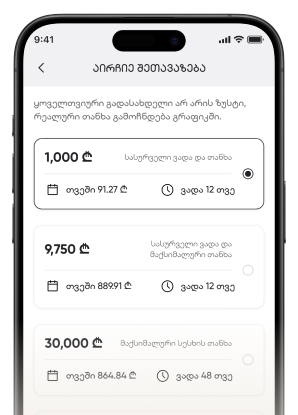 9:41
აირჩიე შეთავაზება
ყოველთვიური გადასახდელი არ არის ზუსტი,
რეალური თანხა გამოჩნდება გრაფიკში.
1,000 ₾ სასურველი ვადა და თანხა
თვეში 91.27 ₾ ვადა 12 თვე
9,750 ₾ სასურველი ვადა და
მაქსიმალური თანხა
თვეში 889.91 ₾ ვადა 12 თვე
30,000 ₾ მაქსიმალური სესხის თანხა
თვეში 864.84 ₾ ვადა 48 თვე